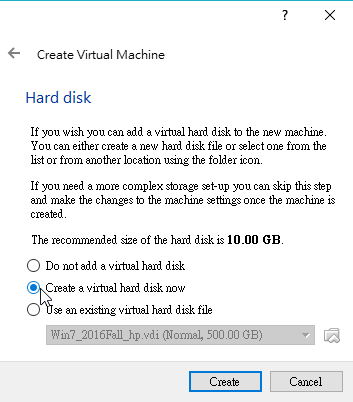 ?
Create Virtual Machine
Hard disk
If you wish you can add a virtual hard disk to the new machine.
You can either create a new hard disk file or select one from the
list or from another location using the folder icon.
If you need a more complex storage set-up you can skip this step
and make the changes to the machine settings once the machine is
created.
The recommended size of the hard disk is 10.00 GB.
Do not add a virtual hard disk
Create a virtual hard disk now
Use an existing virtual hard disk file
Win7_2016Fall_hp.vdi (Normal, 500.00 GB)
Create Cancel